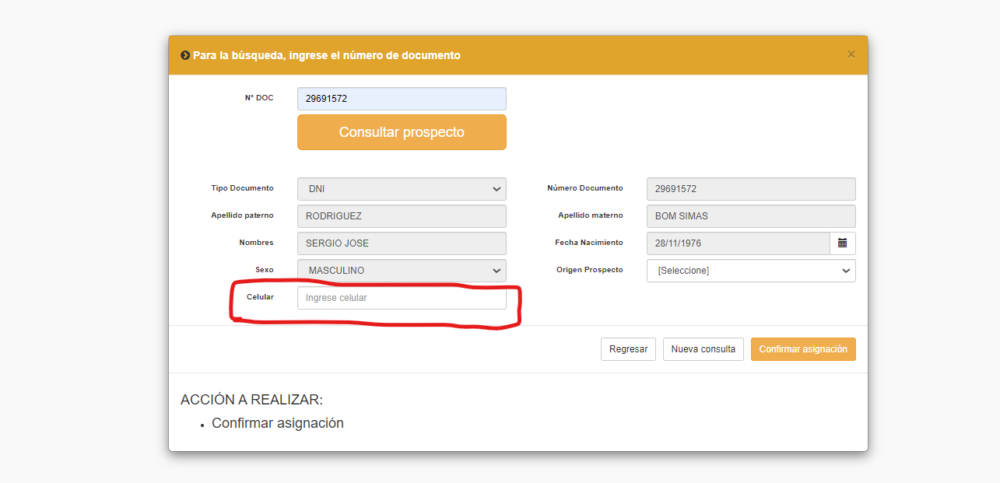 Para la búsqueda, ingrese el número de documento
×
N° DOC 29691572
Consultar prospecto
Tipo Documento DNI Número Documento 29691572
Apellido paterno RODRIGUEZ Apellido materno BOM SIMAS
Nombres SERGIO JOSE Fecha Nacimiento 28/11/1976
Sexo MASCULINO Origen Prospecto [Seleccione]
Celular Ingrese celular
Regresar Nueva consulta Confirmar asignación
ACCIÓN A REALIZAR:
• Confirmar asignación